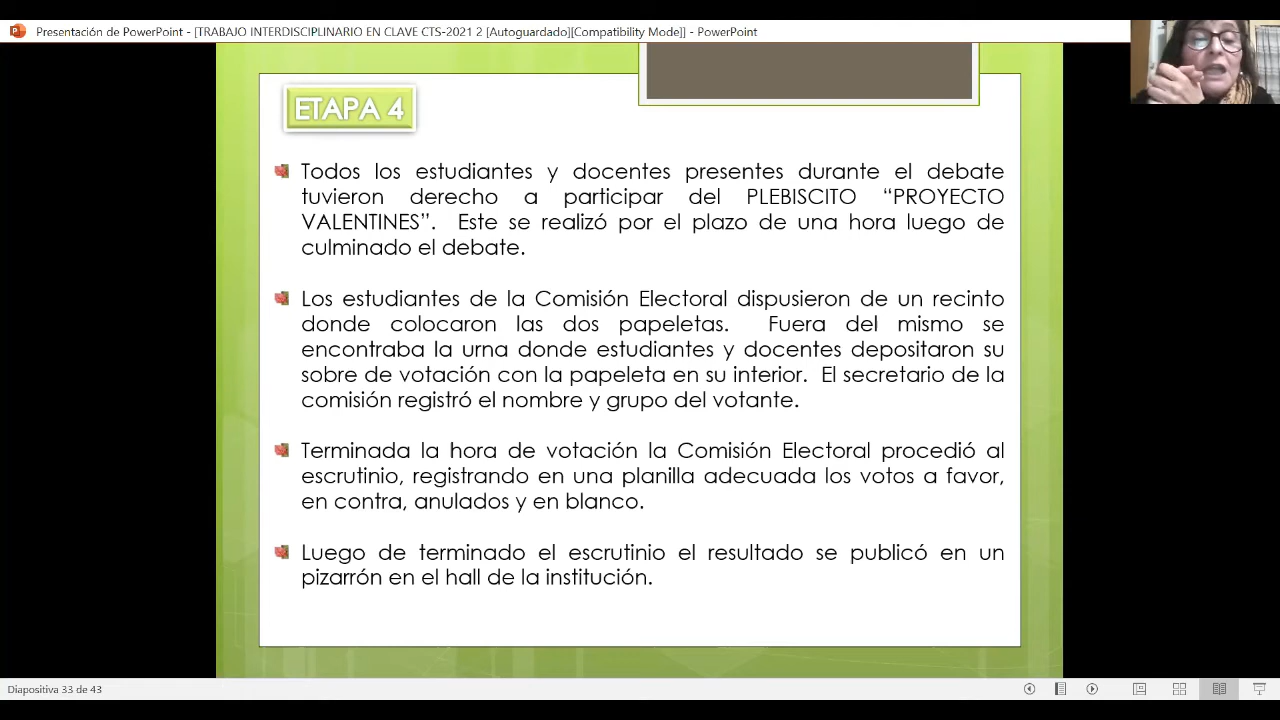 Presentación de PowerPoint - [TRABAJO INTERDISCIPLINARIO EN CLAVE CTS-2021 2 [Autoguardado][Compatibility Mode]] - PowerPoint
ETAPA 4
Todos los estudiantes y docentes presentes durante el debate
tuvieron derecho a participar del PLEBISCITO “PROYECTO
VALENTINES”. Este se realizó por el plazo de una hora luego de
culminado el debate.
Los estudiantes de la Comisión Electoral dispusieron de un recinto
donde colocaron las dos papeletas. Fuera del mismo se
encontraba la urna donde estudiantes y docentes depositaron su
sobre de votación con la papeleta en su interior. El secretario de la
comisión registró el nombre y grupo del votante.
Terminada la hora de votación la Comisión Electoral procedió al
escrutinio, registrando en una planilla adecuada los votos a favor,
en contra, anulados y en blanco.
Luego de terminado el escrutinio el resultado se publicó en un
pizarrón en el hall de la institución.
Diapositiva 33 de 43